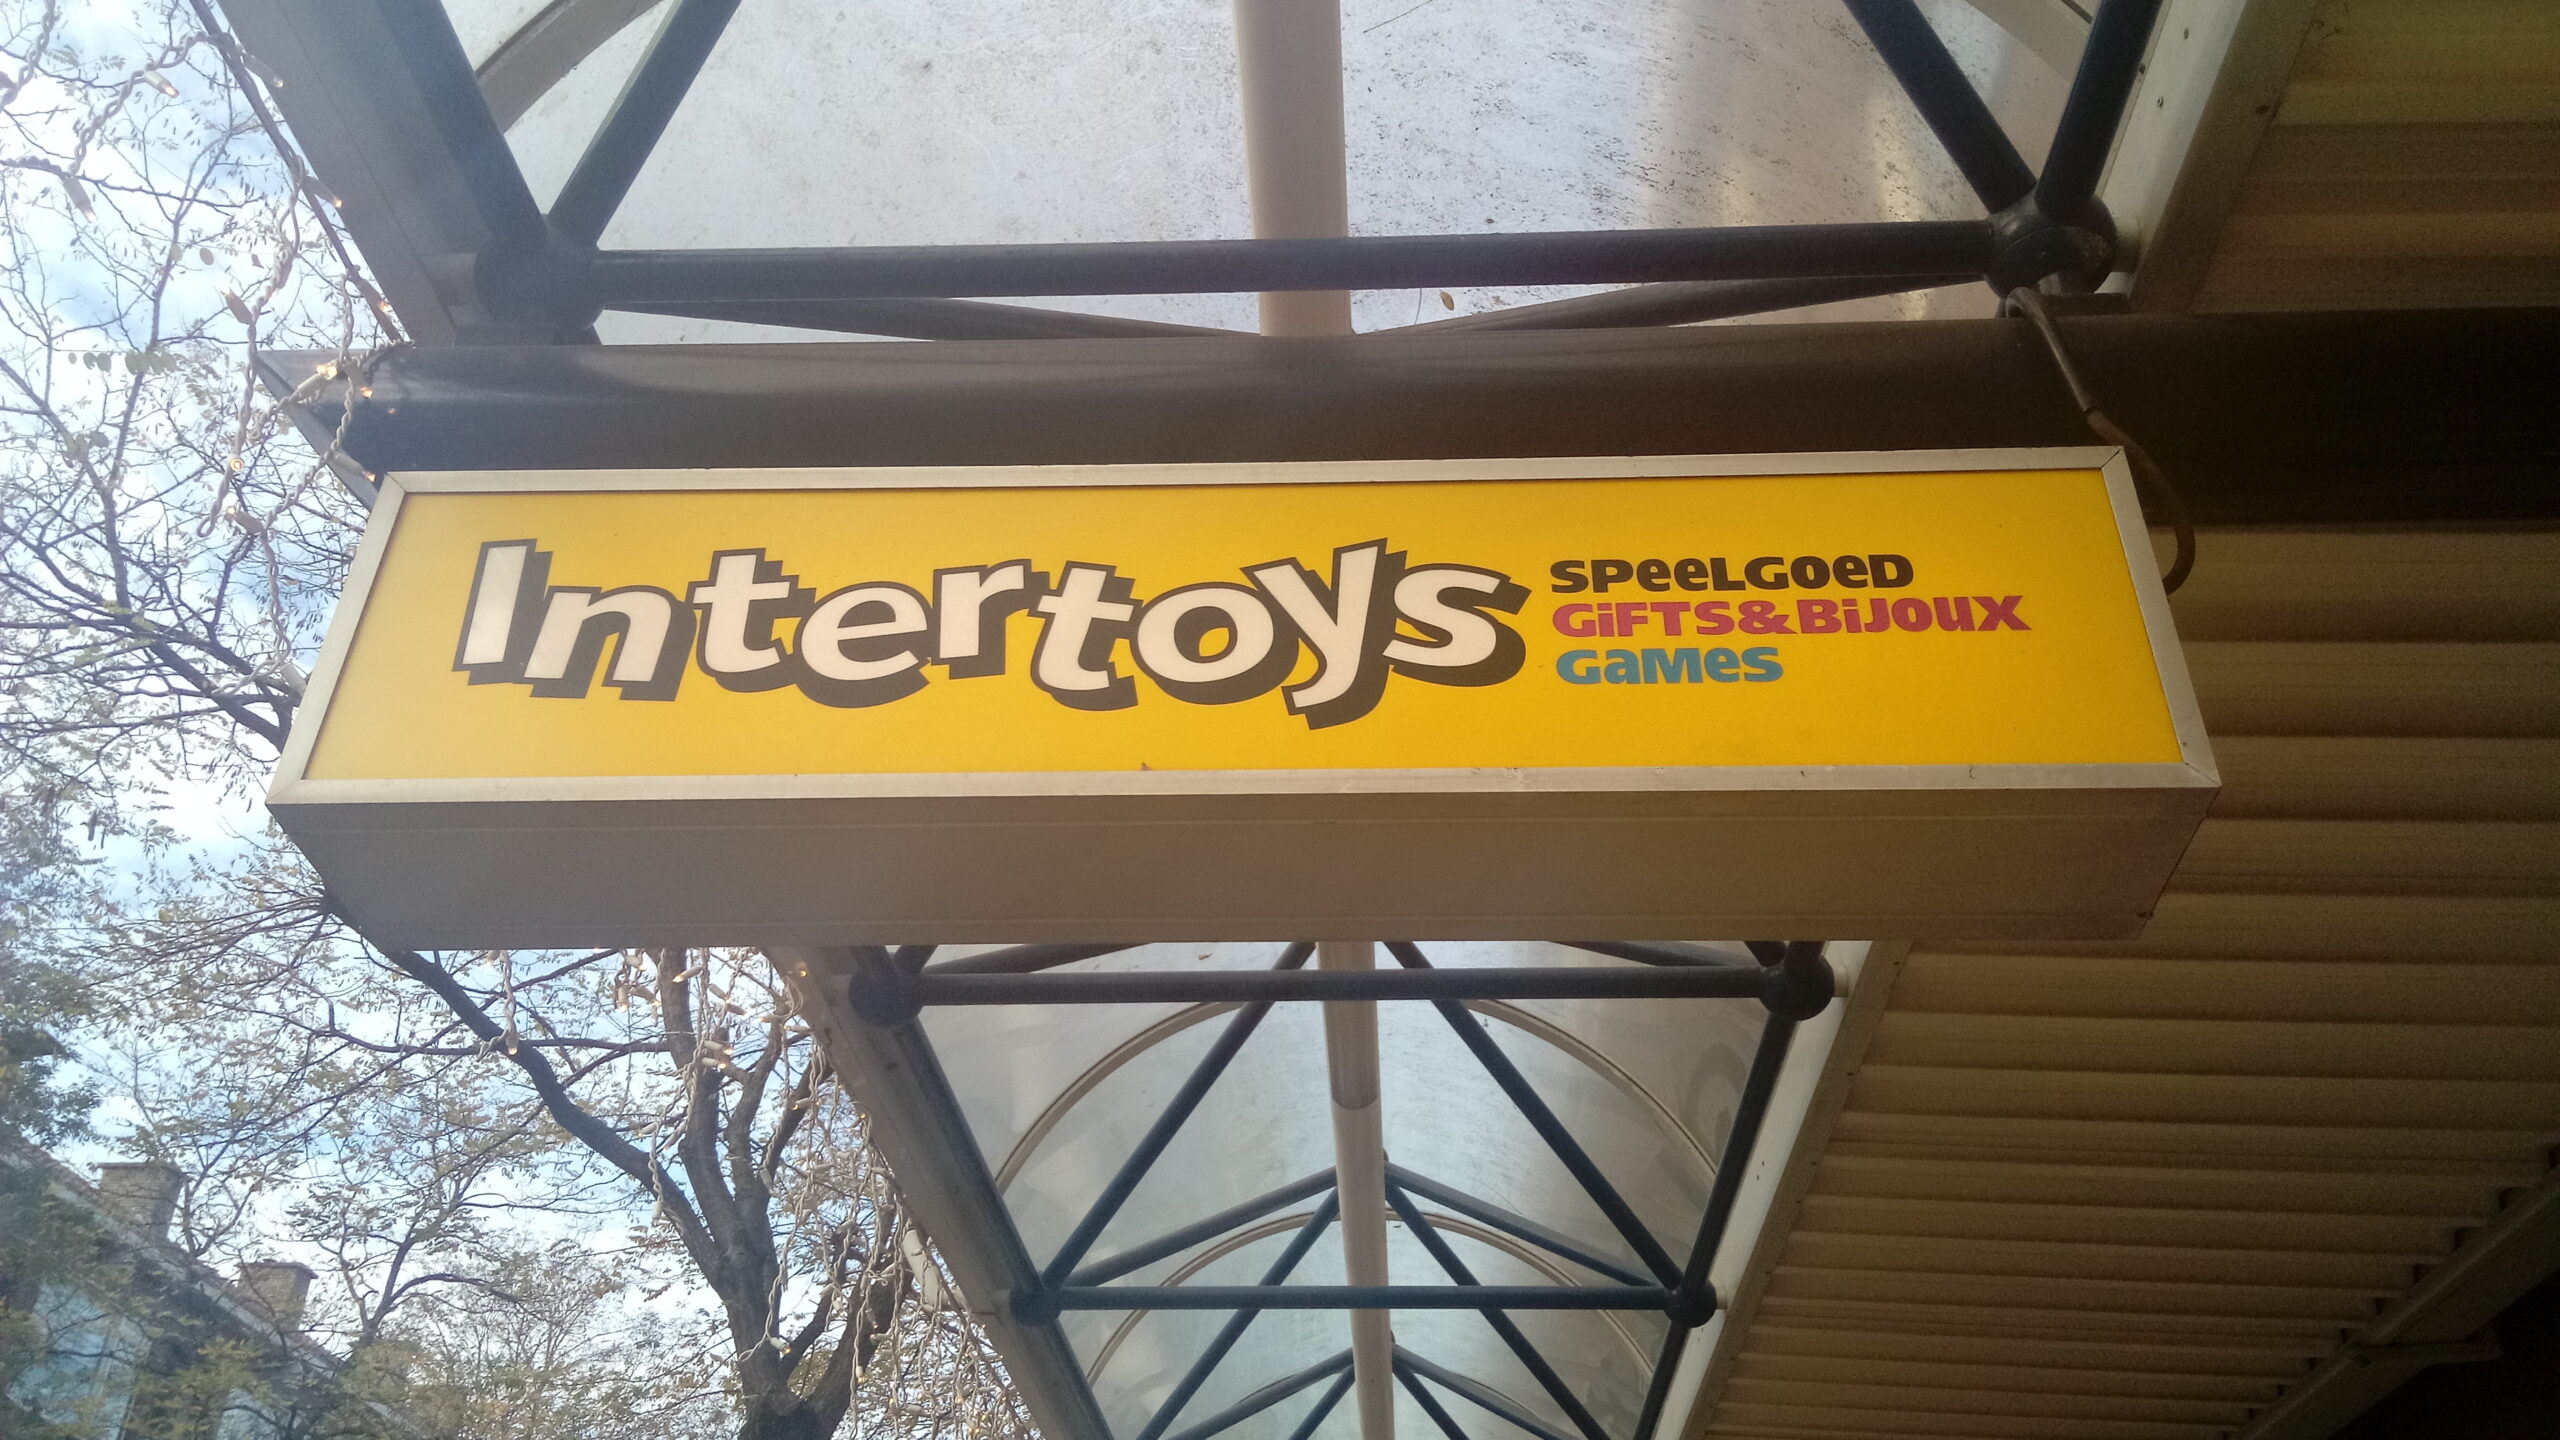 Intertoys
SPeeLGoeD
GiFTS&BiJouX
GaMes